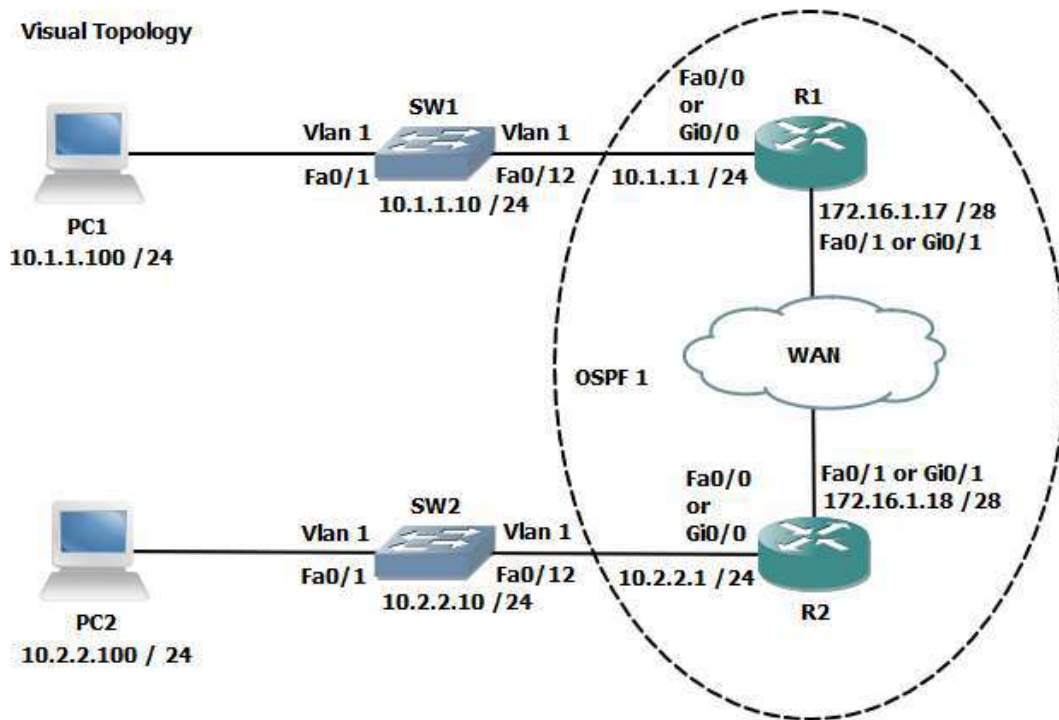 Visual Topology
PC1
10.1.1.100 /24
Vlan 1
Fa0/1
SW1
10.1.1.10 /24
Vlan 1
Fa0/12
Fa0/0
or
Gi0/0
10.1.1.1 /24
R1
172.16.1.17 /28
Fa0/1 or Gi0/1
WAN
OSPF 1
Fa0/1 or Gi0/1
172.16.1.18 /28
PC2
10.2.2.100 / 24
Vlan 1
Fa0/1
SW2
10.2.2.10 /24
Vlan 1
Fa0/12
Fa0/0
or
Gi0/0
10.2.2.1 /24
R2